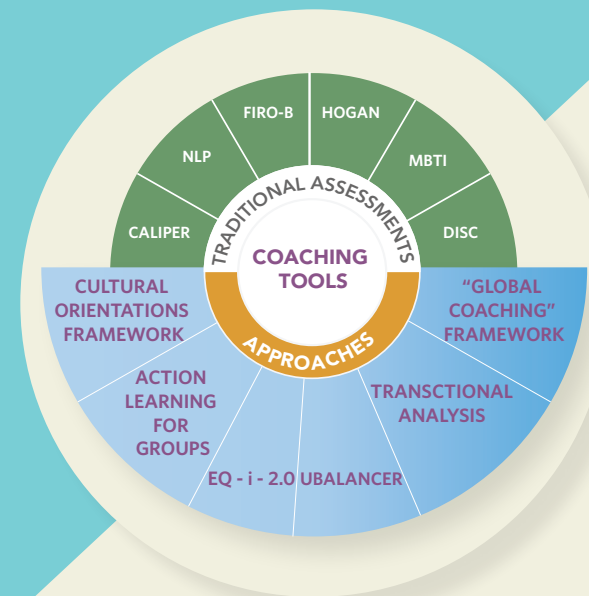 FIRO-B
HOGAN
NLP
MBTI
CALIPER
DISC
TRADITIONAL ASSESSMENTS
COACHING
TOOLS
APPROACHES
CULTURAL
ORIENTATIONS
FRAMEWORK
"GLOBAL
COACHING"
FRAMEWORK
ACTION
LEARNING
FOR
GROUPS
TRANSCTIONAL
ANALYSIS
EQ - i - 2.0 UBALANCER